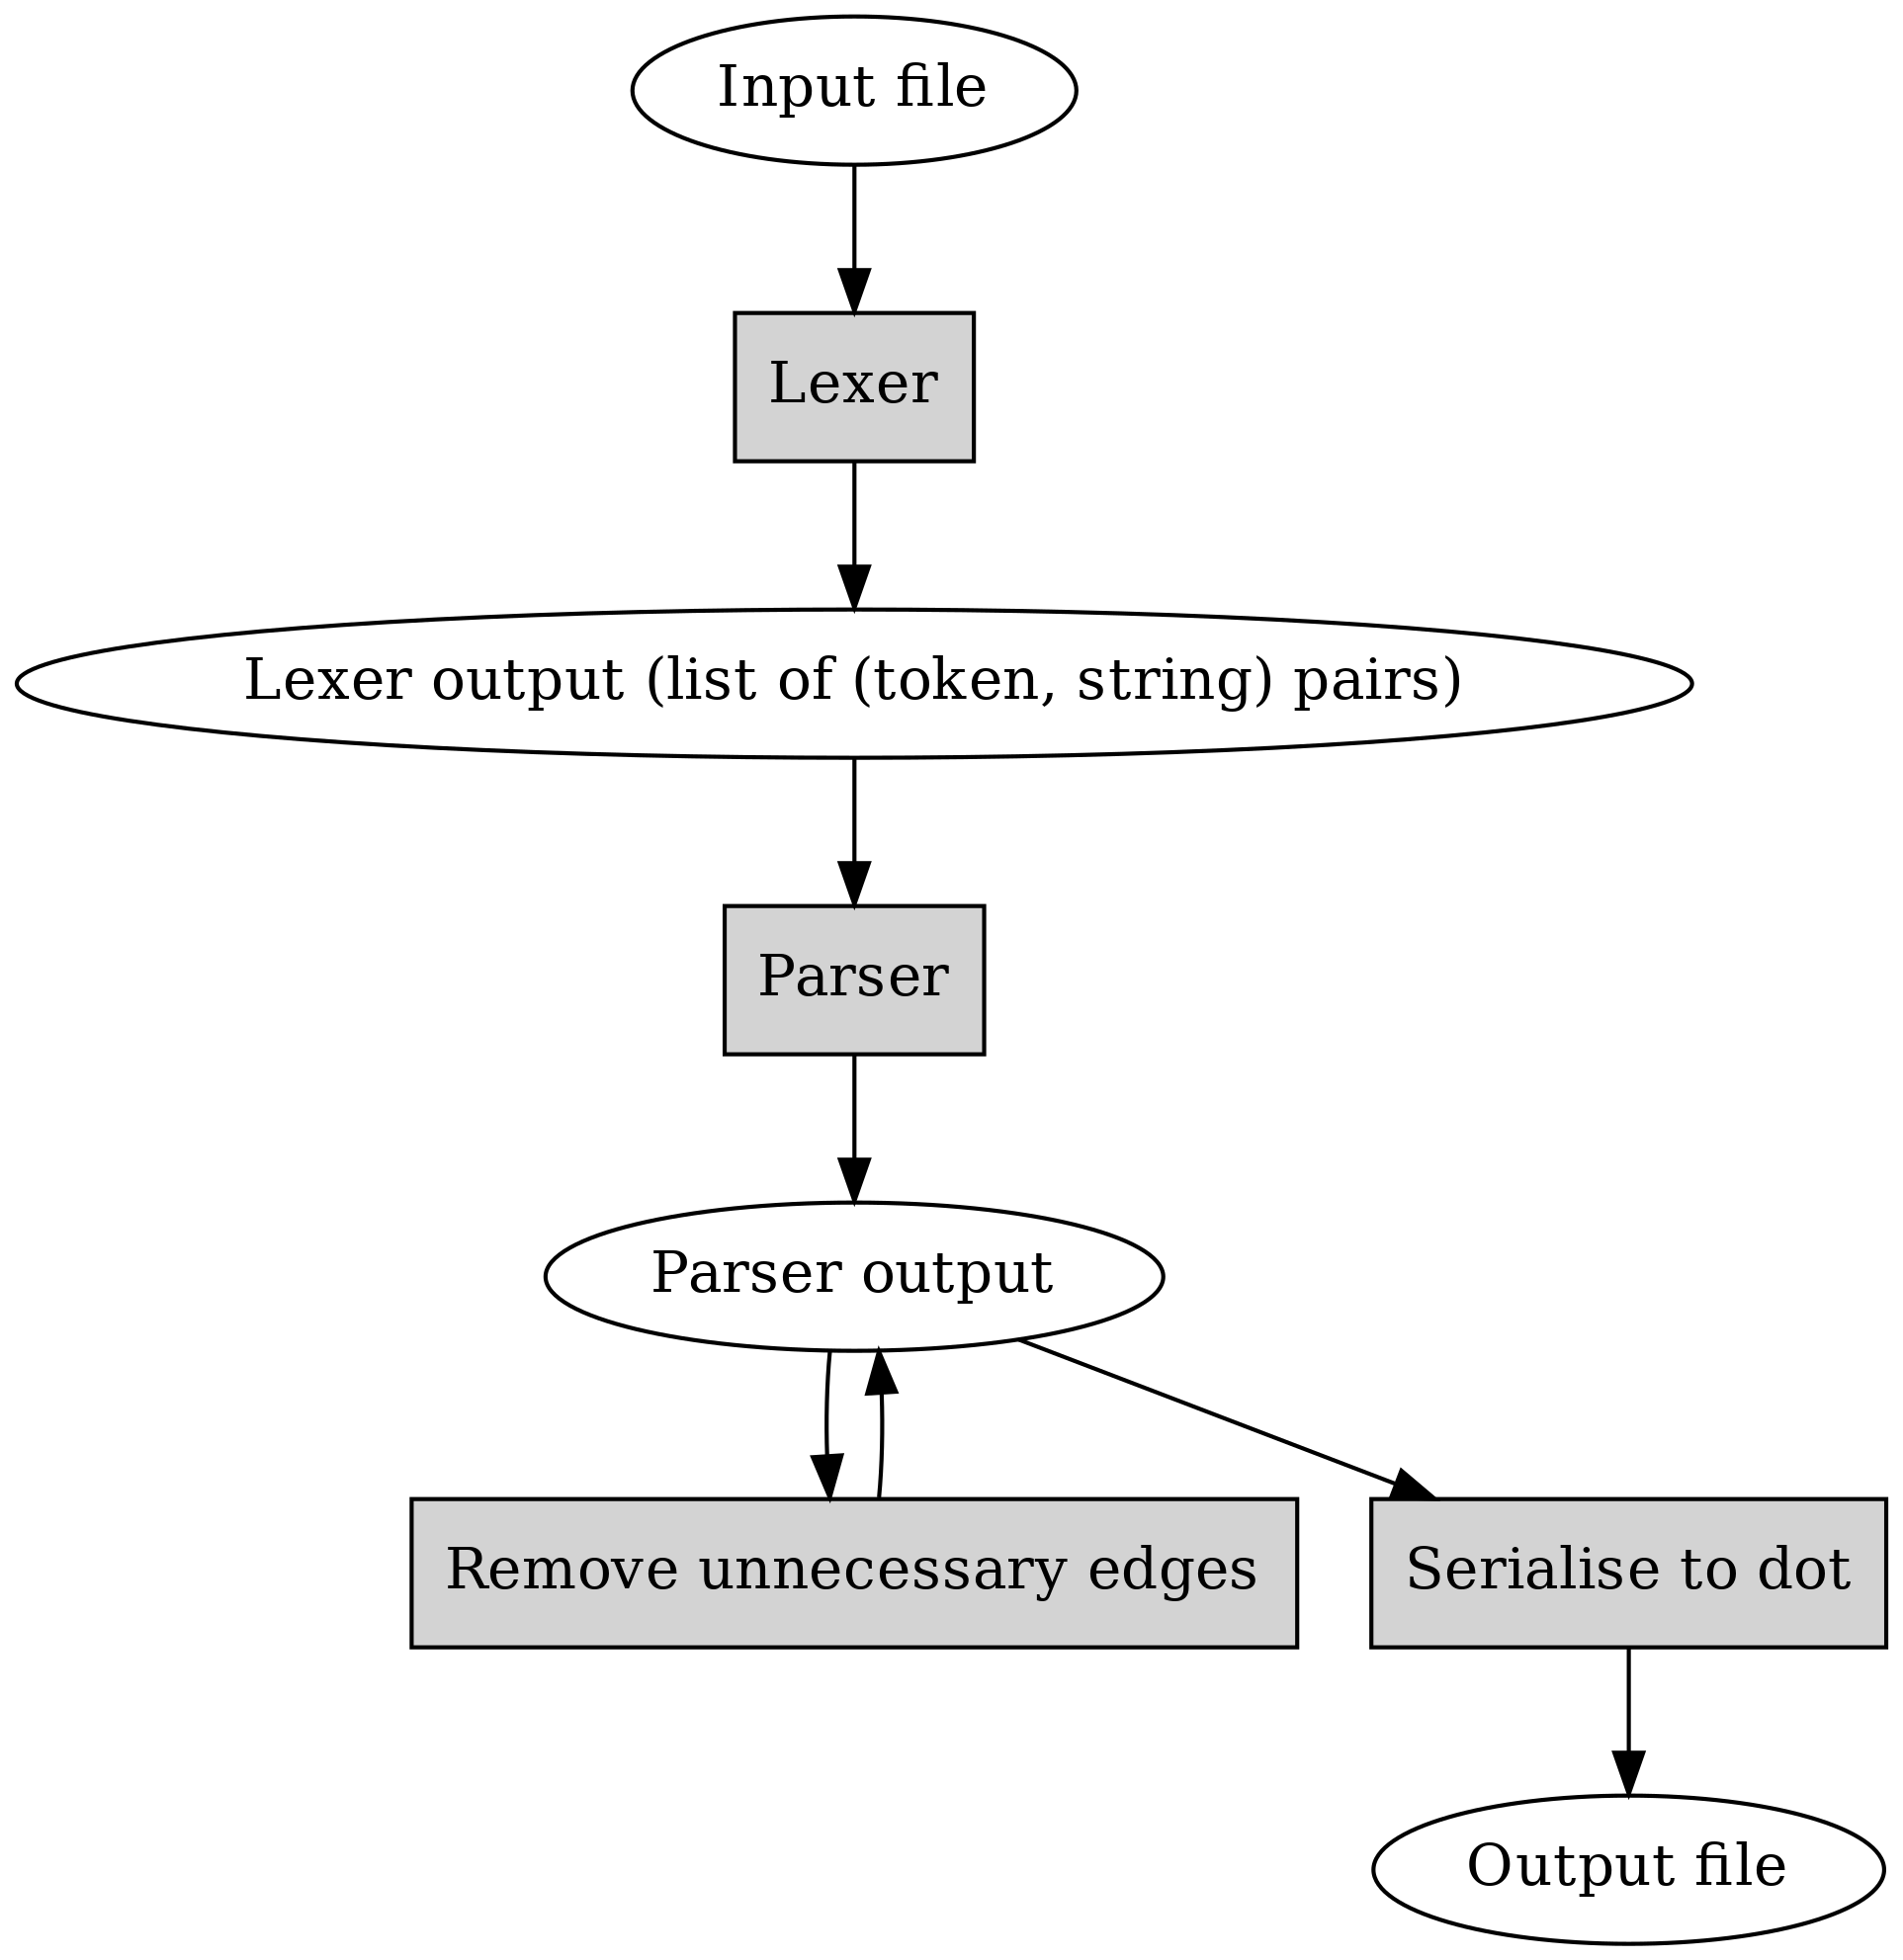 Input file
Lexer
Lexer output (list of (token, string) pairs)
Parser
Parser output
Remove unnecessary edges
Serialise to dot
Output file